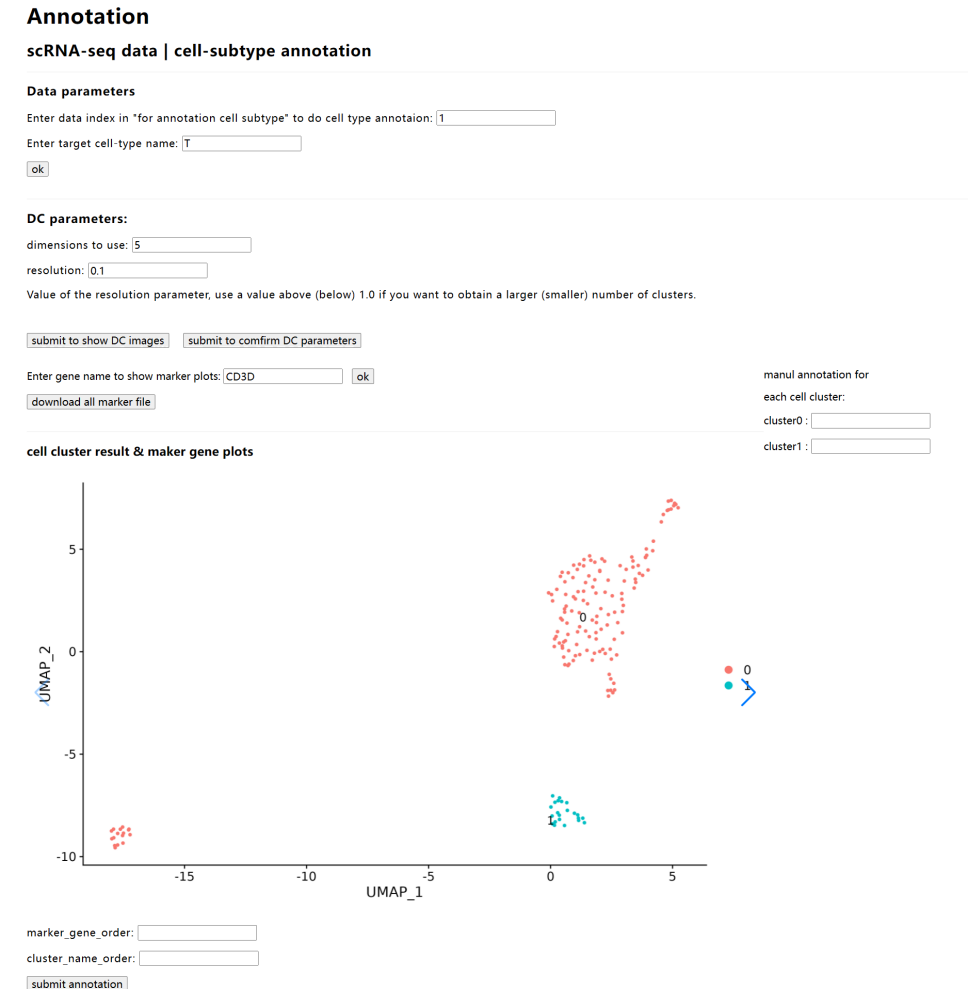 Annotation
scRNA-seq data | cell-subtype annotation
Data parameters
Enter data index in "for annotation cell subtype" to do cell type annotaion: 1
Enter target cell-type name: T
ok
DC parameters:
dimensions to use: 5
resolution: 0.1
Value of the resolution parameter, use a value above (below) 1.0 if you want to obtain a larger (smaller) number of clusters.
submit to show DC images submit to comfirm DC parameters
Enter gene name to show marker plots: CD3D ok
download all marker file
manul annotation for
each cell cluster:
cluster0 :
cluster1 :
cell cluster result & maker gene plots
5
0
-5
-10
UMAP_2
0
1
0
1
-15 -10 -5 0 5
UMAP_1
marker_gene_order:
cluster_name_order:
submit annotation